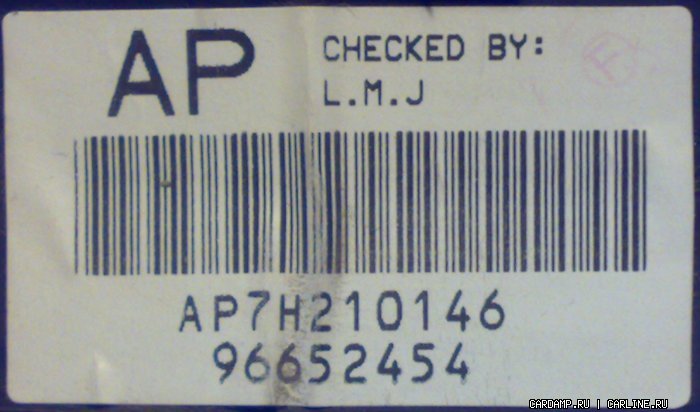 AP
CHECKED BY:
L.M.J
AP7H210146
96652454
CARDAMP.RU | CARLINE.RU